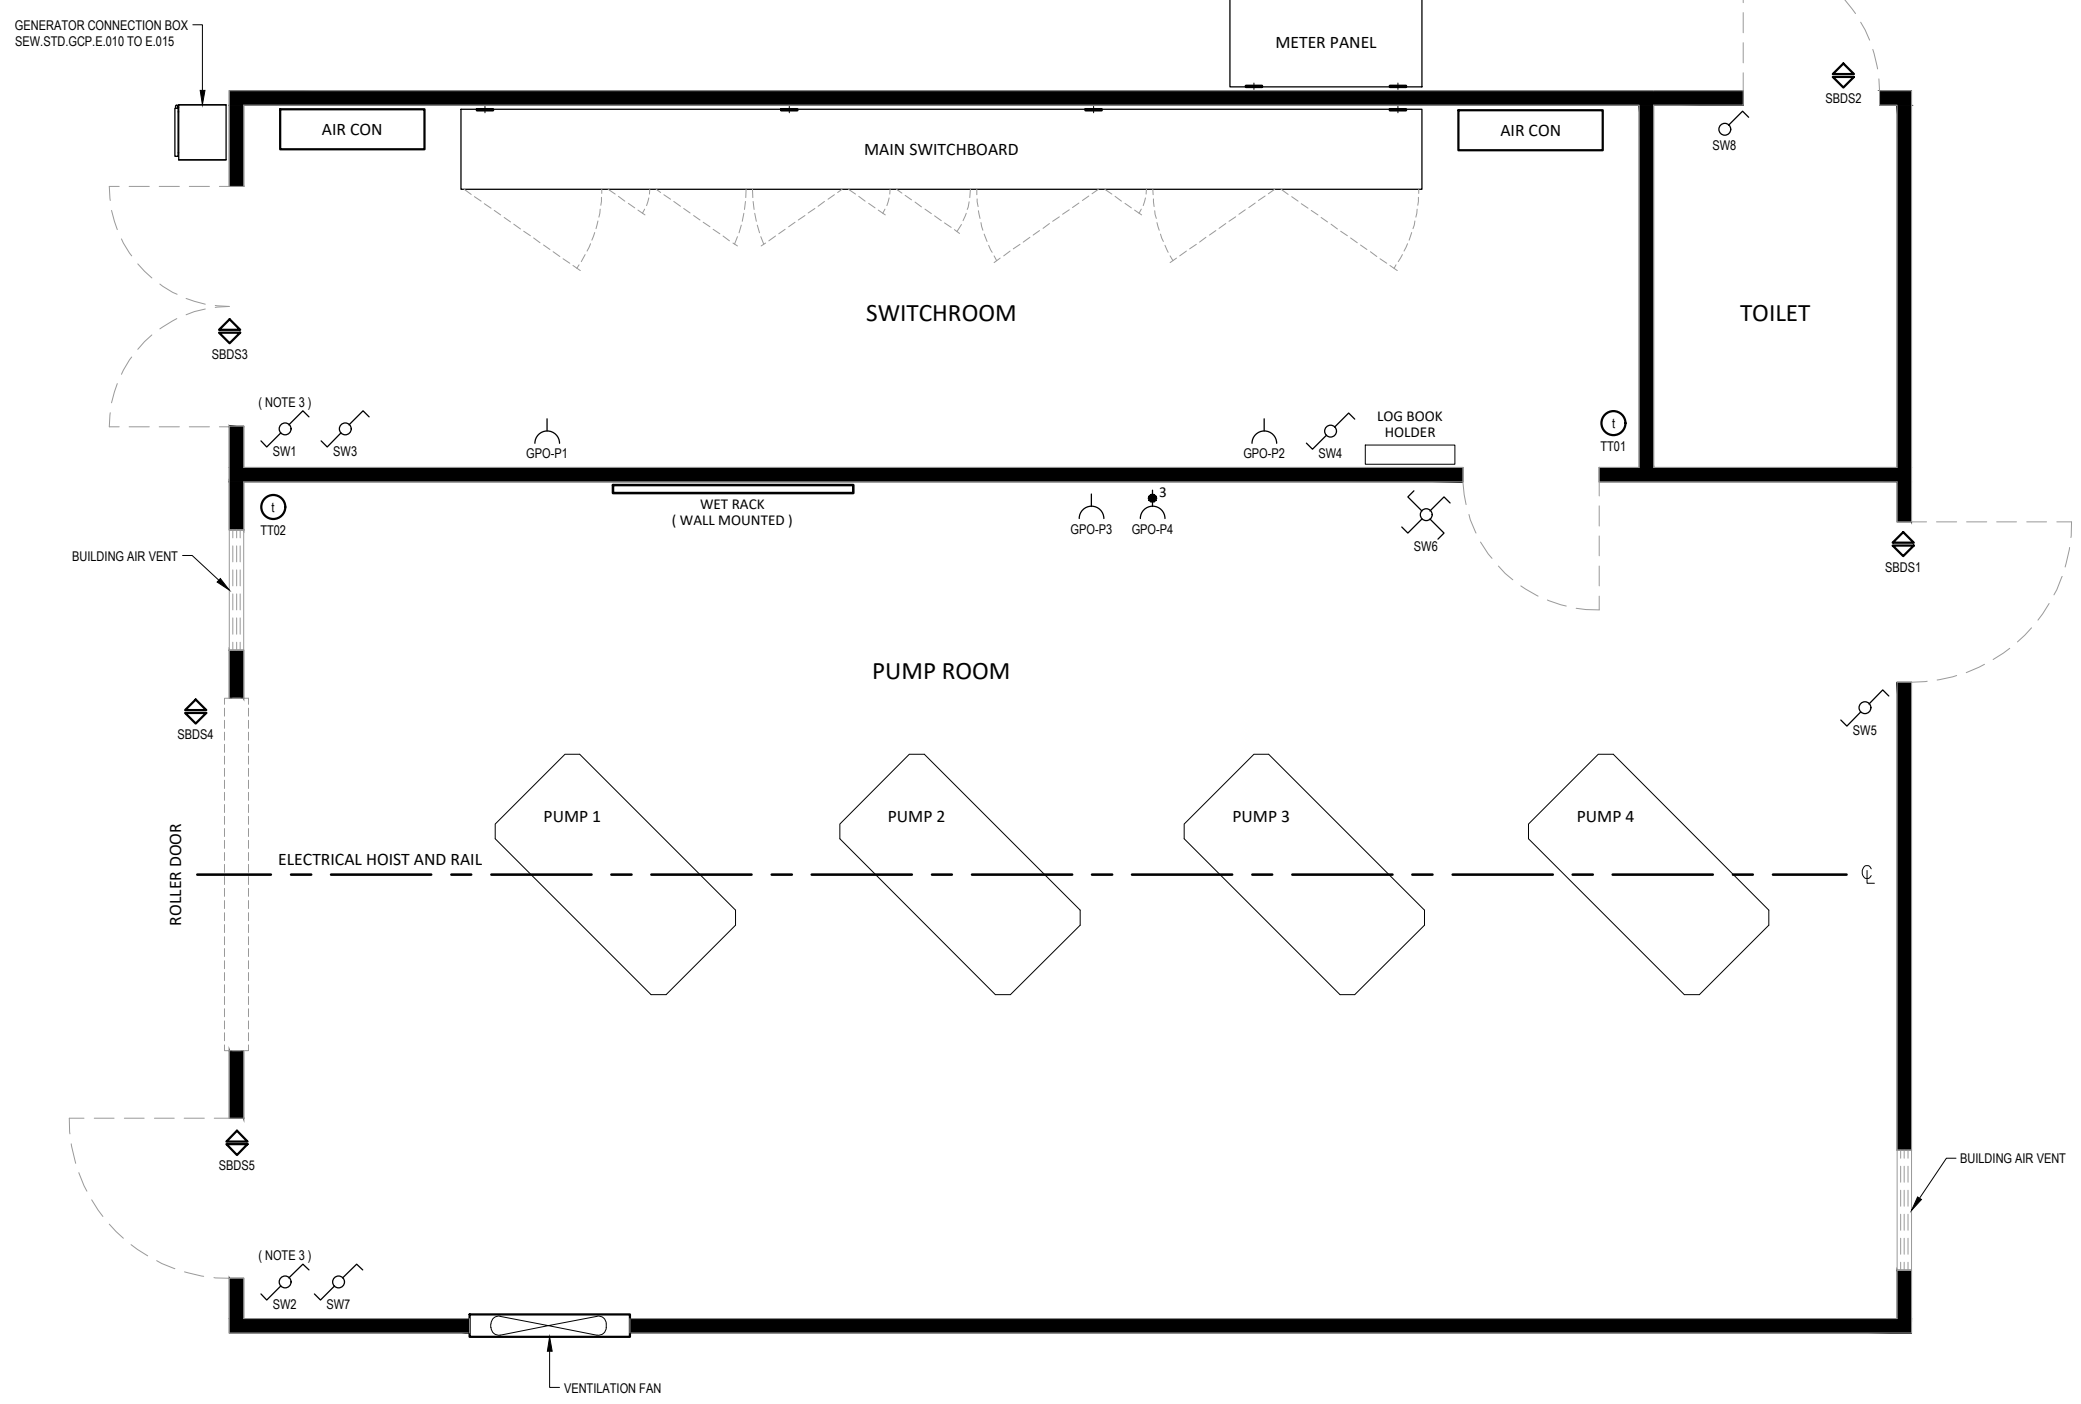 GENERATOR CONNECTION BOX
SEW.STD.GCP.E.010 TO E.015
METER PANEL
SBDS2
AIR CON
MAIN SWITCHBOARD
AIR CON
SW8
SWITCHROOM
TOILET
SBDS3
( NOTE 3 )
SW1
SW3
GPO-P1
GPO-P2
SW4
LOG BOOK
HOLDER
t
TT01
t
TT02
WET RACK
( WALL MOUNTED )
GPO-P3
3
GPO-P4
SW6
BUILDING AIR VENT
SBDS1
PUMP ROOM
SBDS4
SW5
PUMP 1
PUMP 2
PUMP 3
PUMP 4
ROLLER DOOR
ELECTRICAL HOIST AND RAIL
℄
SBDS5
BUILDING AIR VENT
( NOTE 3 )
SW2
SW7
VENTILATION FAN